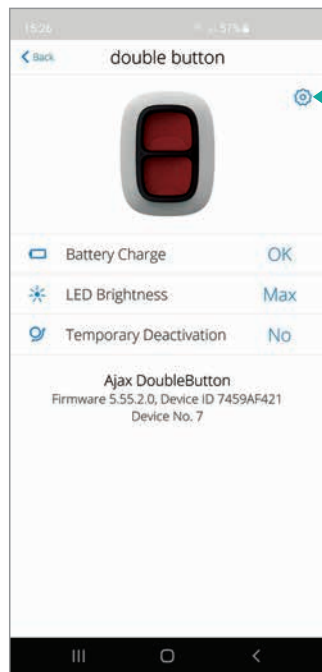 15:26
57%
Back
double button
Battery Charge
OK
LED Brightness
Max
Temporary Deactivation
No
Ajax DoubleButton
Firmware 5.55.2.0, Device ID 7459AF421
Device No. 7